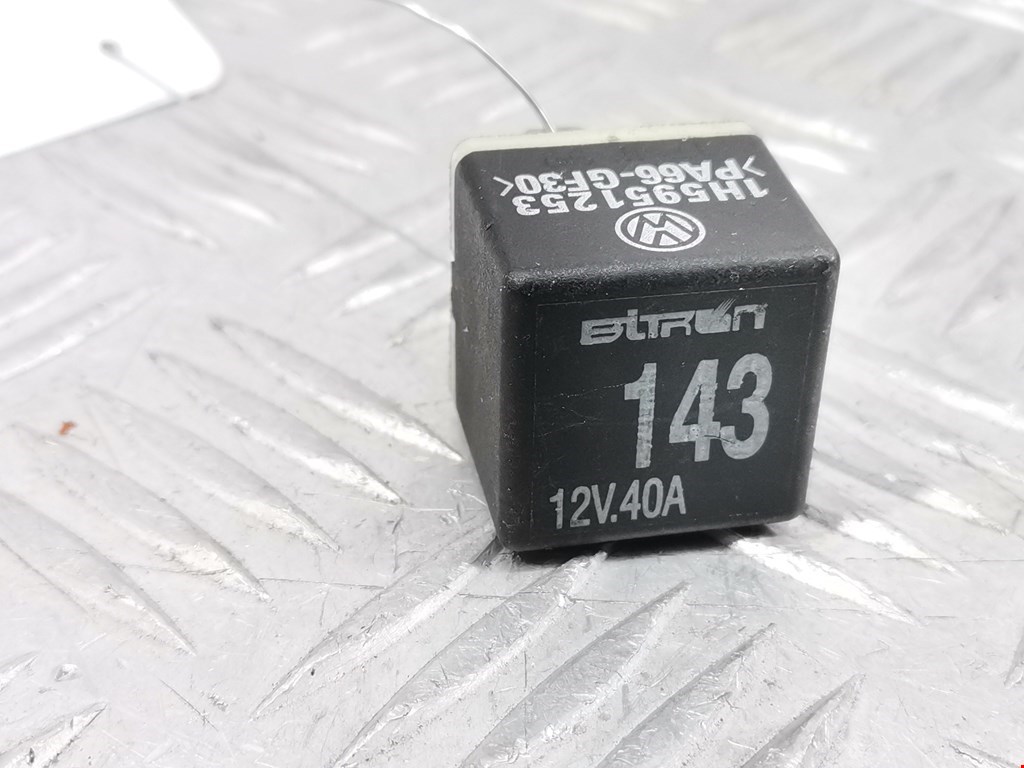 1H5951253
>PA66-GF30<
BITRON
143
12V.40A